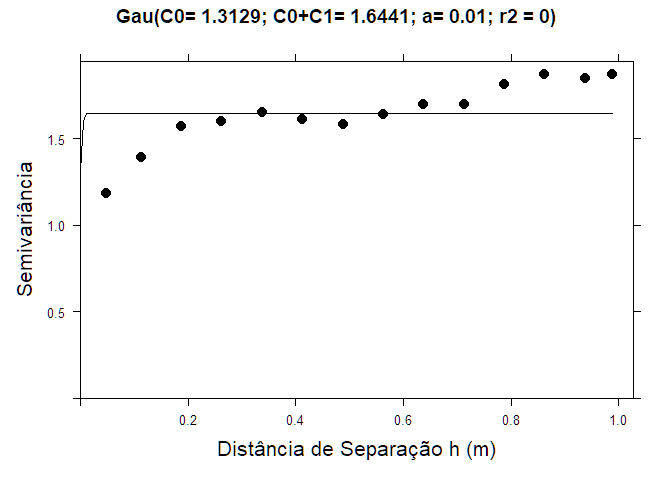 Gau(C0= 1.3129; C0+C1= 1.6441; a= 0.01; r2 = 0)
Semivariância
1.5
1.0
0.5
0.2 0.4 0.6 0.8 1.0
Distância de Separação h (m)